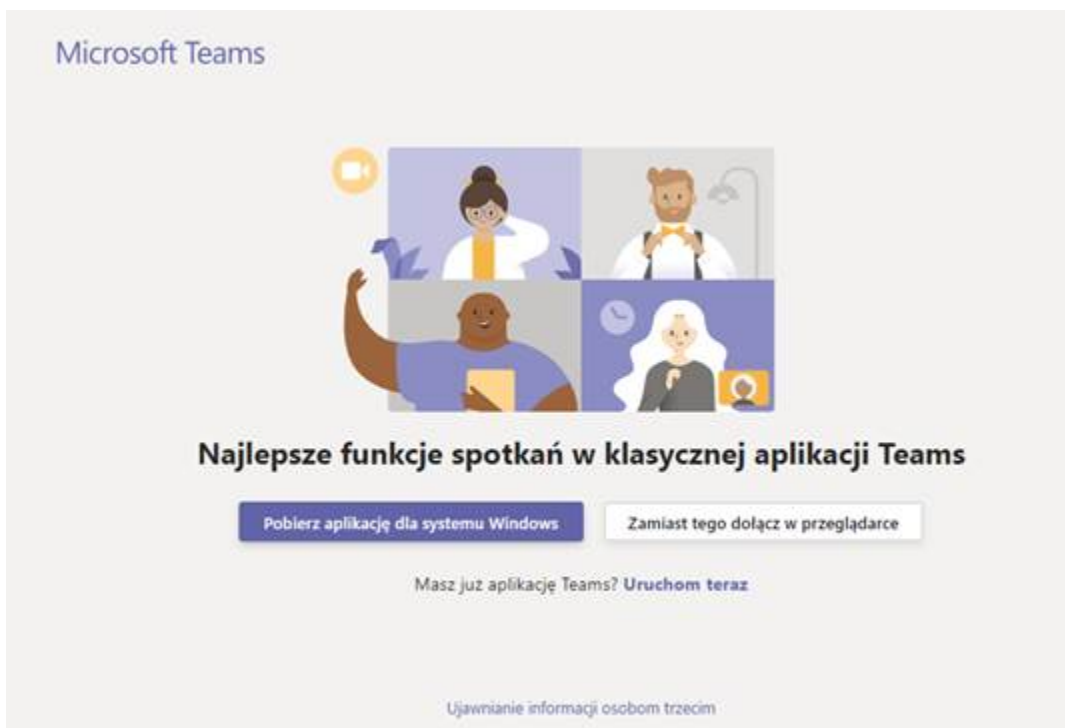 Microsoft Teams
Najlepsze funkcje spotkań w klasycznej aplikacji Teams
Pobierz aplikację dla systemu Windows
Zamiast tego dołącz w przeglądarce
Masz już aplikację Teams? Uruchom teraz
Ujawnianie informacji osobom trzecim